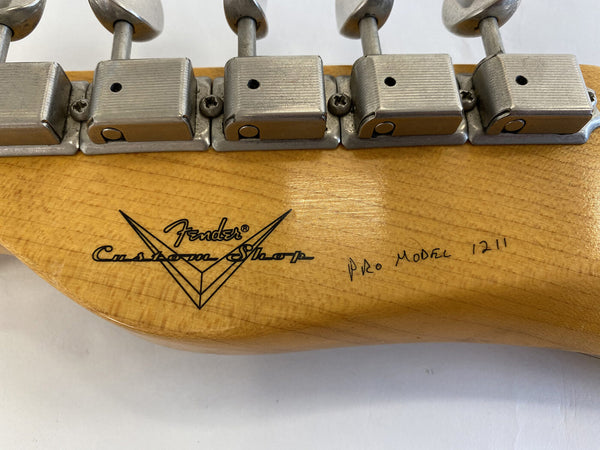 Fender®
Custom Shop
PRO MODEL 1211